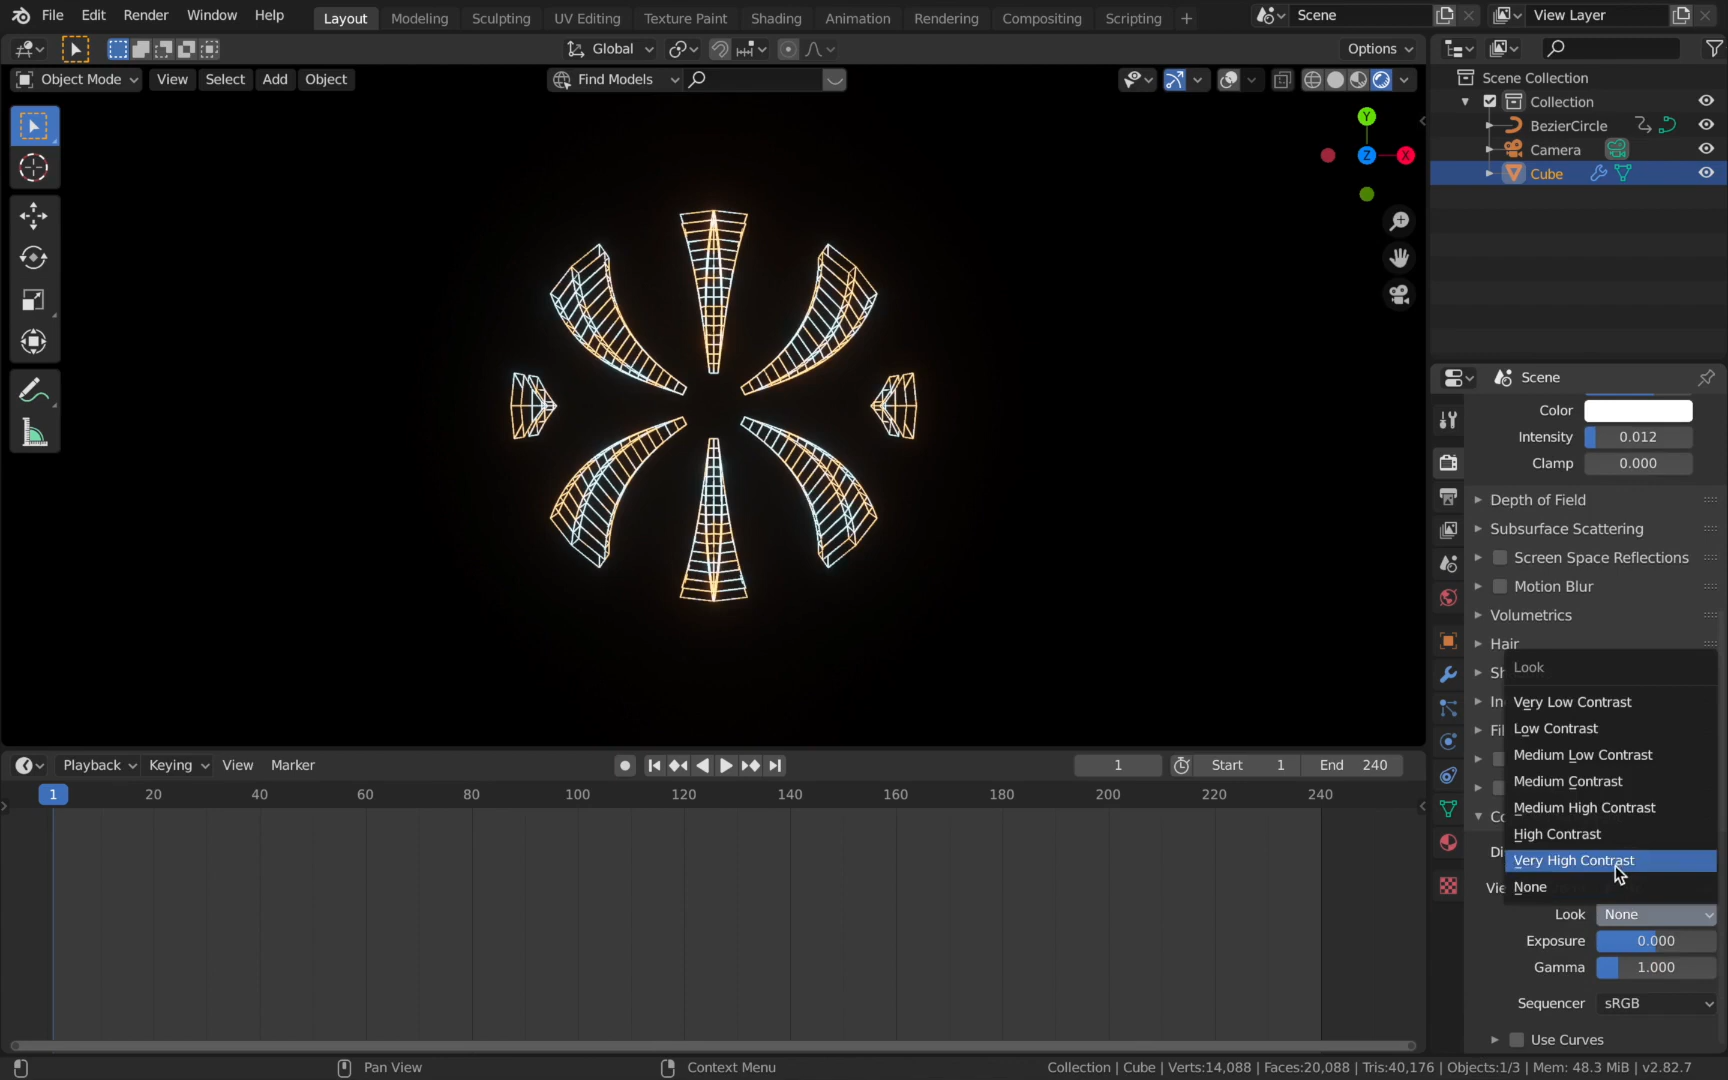 File Edit Render Window Help Layout Modeling Sculpting UV Editing Texture Paint Shading Animation Rendering Compositing Scripting + Scene View Layer
Global Options
Object Mode View Select Add Object Find Models
Scene Collection
Collection
BezierCircle
Camera
Cube
Y
Z
X
Scene
Color
Intensity 0.012
Clamp 0.000
Depth of Field
Subsurface Scattering
Screen Space Reflections
Motion Blur
Volumetrics
Hair
Look
Very Low Contrast
Low Contrast
Medium Low Contrast
Medium Contrast
Medium High Contrast
High Contrast
Very High Contrast
None
Look None
Exposure 0.000
Gamma 1.000
Sequencer sRGB
Use Curves
Playback Keying View Marker 1 Start 1 End 240
1 20 40 60 80 100 120 140 160 180 200 220 240
Pan View Context Menu Collection | Cube | Verts:14,088 | Faces:20,088 | Tris:40,176 | Objects:1/3 | Mem: 48.3 MiB | v2.82.7